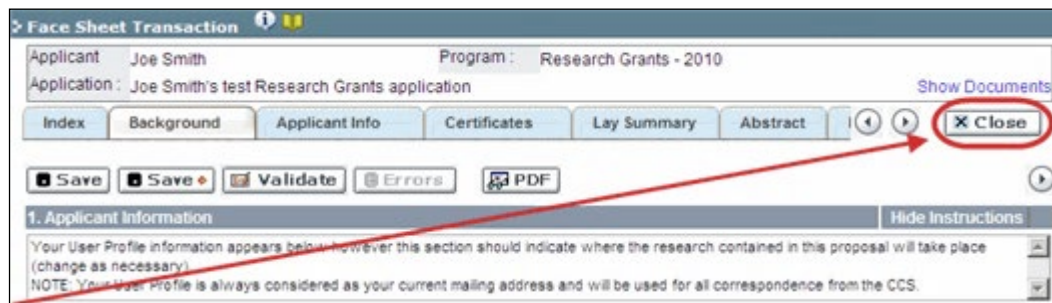 Face Sheet Transaction
Applicant Joe Smith Program : Research Grants - 2010
Application : Joe Smith's test Research Grants application Show Documents
Index Background Applicant Info Certificates Lay Summary Abstract Close
Save Save Validate Errors PDF
1. Applicant Information Hide Instructions
Your User Profile information appears below however this section should indicate where the research contained in this proposal will take place
(change as necessary)
NOTE: Your User Profile is always considered as your current mailing address and will be used for all correspondence from the CCS.